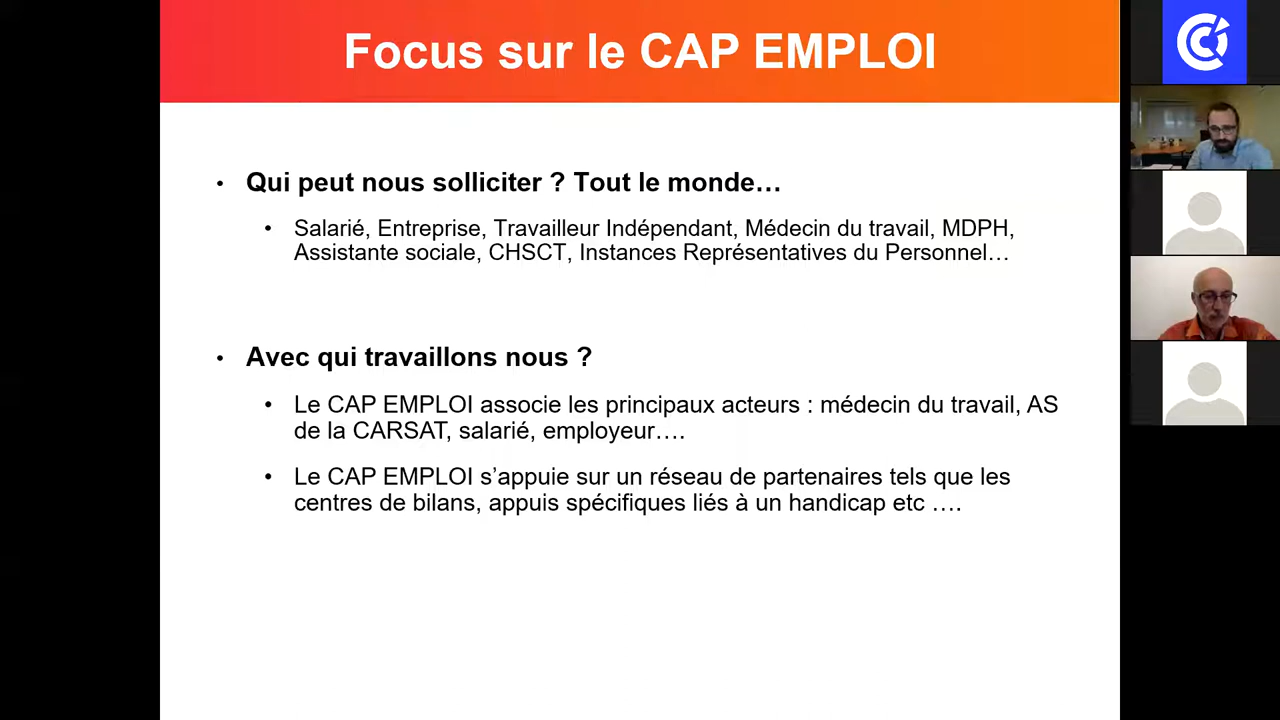 Focus sur le CAP EMPLOI
• Qui peut nous solliciter ? Tout le monde…
• Salarié, Entreprise, Travailleur Indépendant, Médecin du travail, MDPH,
Assistante sociale, CHSCT, Instances Représentatives du Personnel…
• Avec qui travaillons nous ?
• Le CAP EMPLOI associe les principaux acteurs : médecin du travail, AS
de la CARSAT, salarié, employeur….
• Le CAP EMPLOI s’appuie sur un réseau de partenaires tels que les
centres de bilans, appuis spécifiques liés à un handicap etc ….